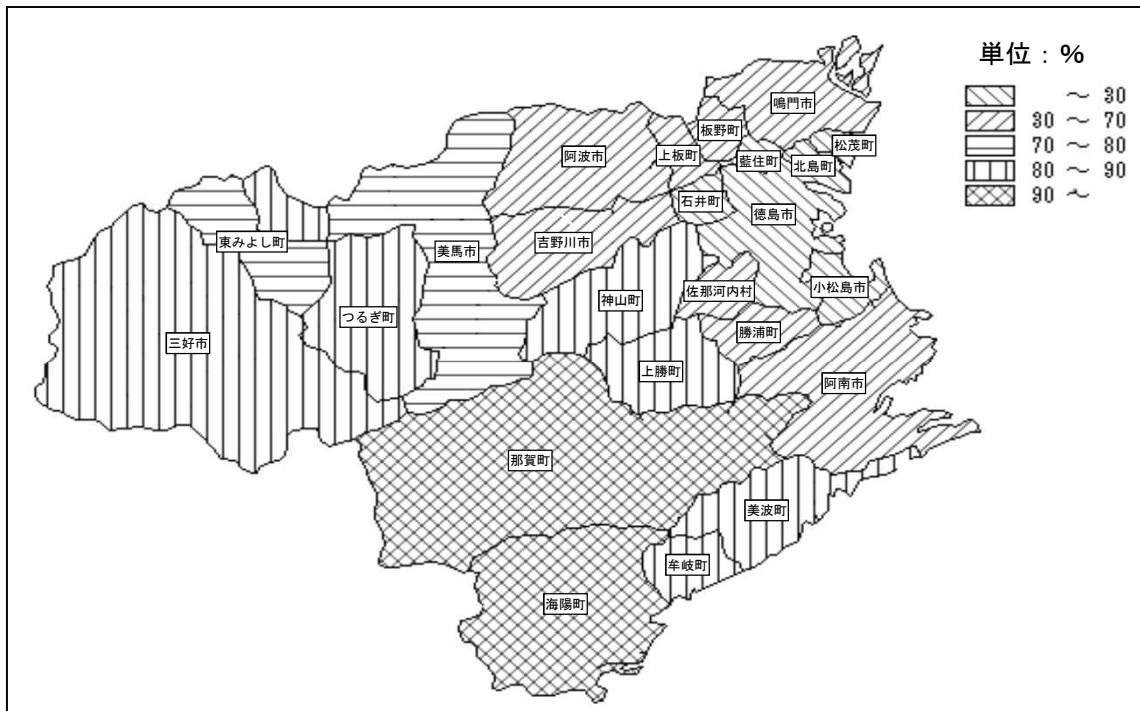 単位：%
～ 30
30 ～ 70
70 ～ 80
80 ～ 90
90 ～
鳴門市
板野町
松茂町
阿波市
上板町
藍住町
北島町
石井町
徳島市
東みよし町
吉野川市
美馬市
佐那河内村
小松島市
神山町
つるぎ町
勝浦町
三好市
上勝町
阿南市
那賀町
美波町
牟岐町
海陽町